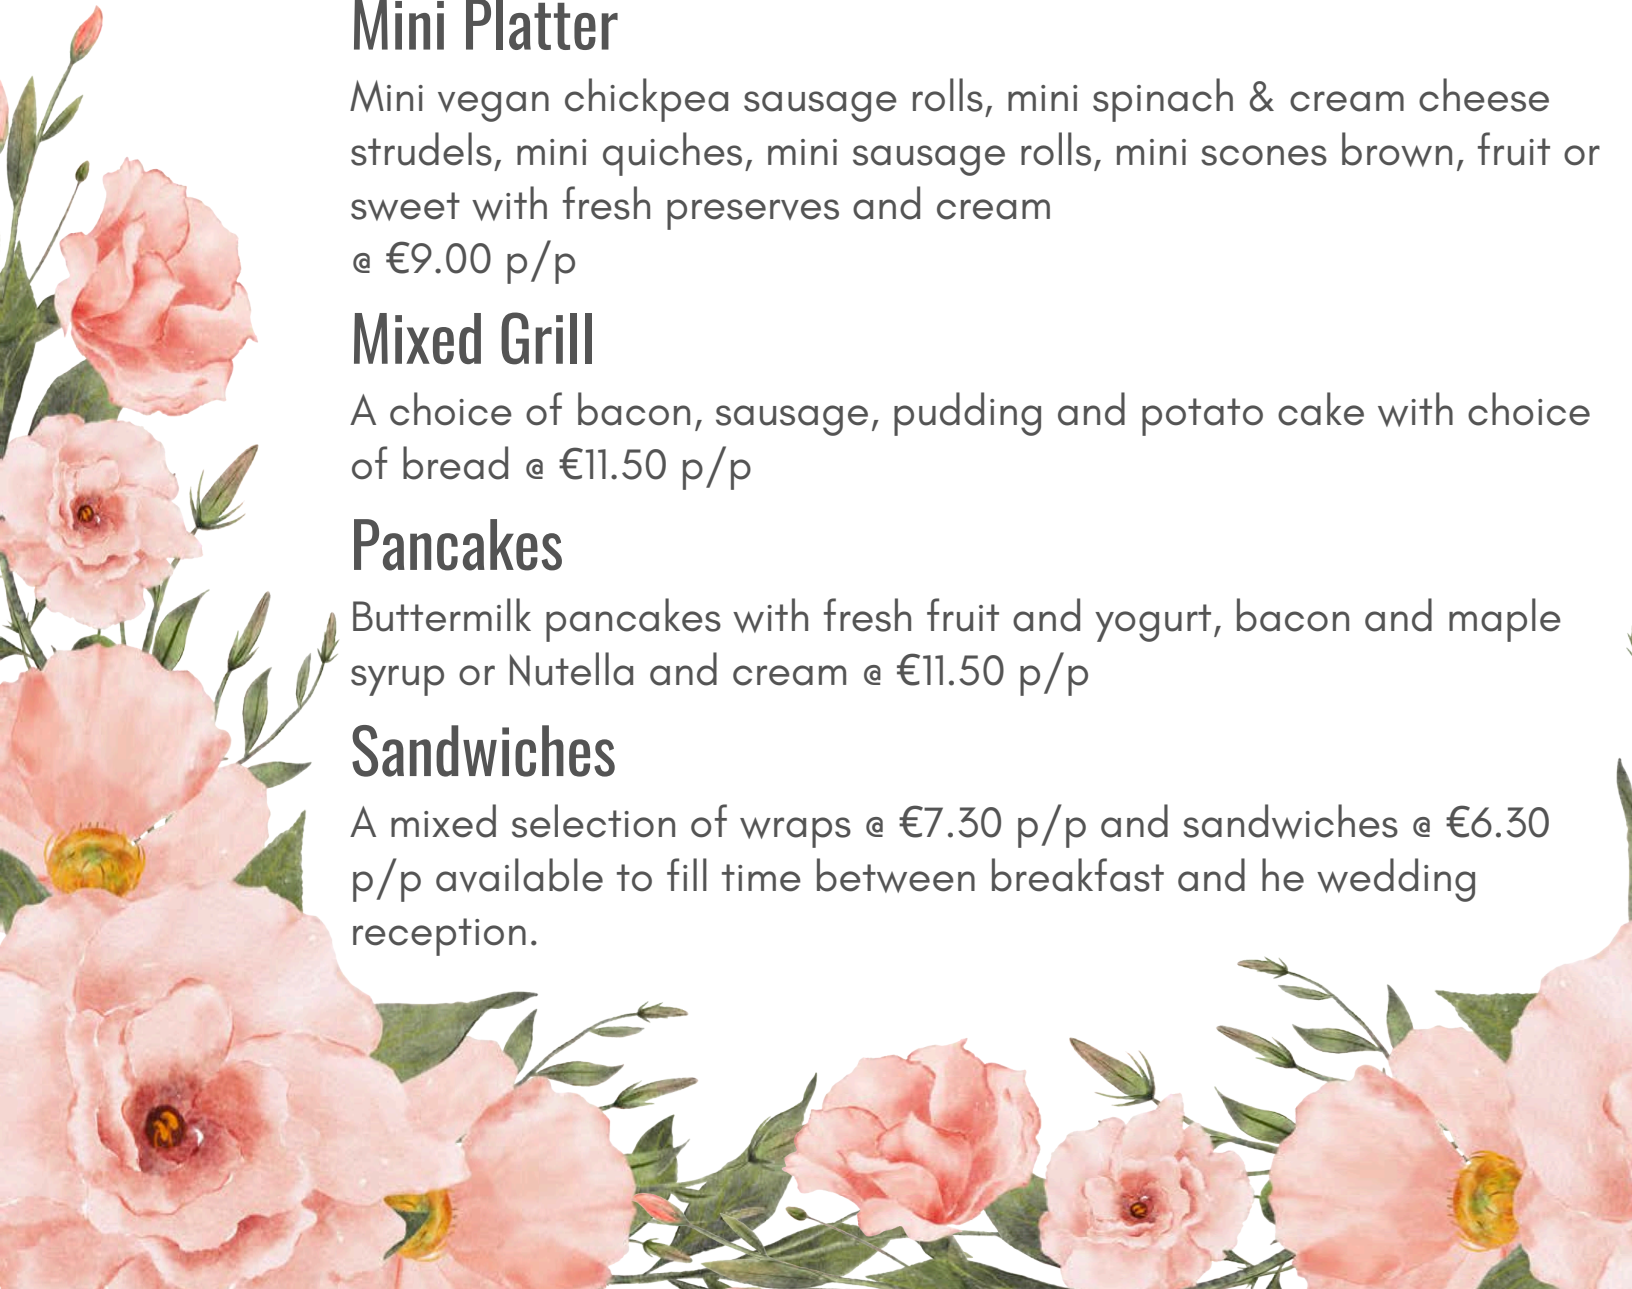 Mini Platter
Mini vegan chickpea sausage rolls, mini spinach & cream cheese
strudels, mini quiches, mini sausage rolls, mini scones brown, fruit or
sweet with fresh preserves and cream
@ €9.00 p/p
Mixed Grill
A choice of bacon, sausage, pudding and potato cake with choice
of bread @ €11.50 p/p
Pancakes
Buttermilk pancakes with fresh fruit and yogurt, bacon and maple
syrup or Nutella and cream @ €11.50 p/p
Sandwiches
A mixed selection of wraps @ €7.30 p/p and sandwiches @ €6.30
p/p available to fill time between breakfast and he wedding
reception.